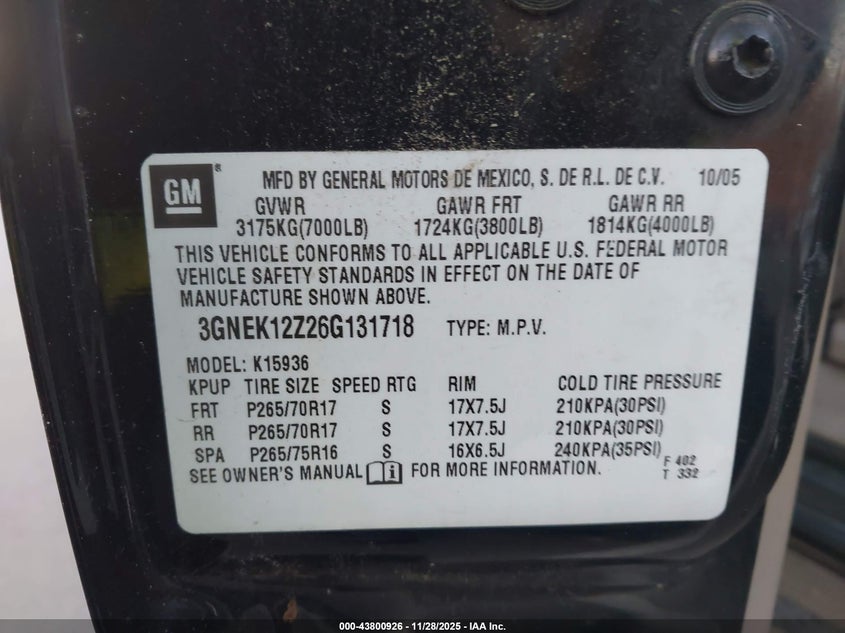 GM ® MFD BY GENERAL MOTORS DE MEXICO, S. DE R.L. DE C.V. 10/05
GVWR GAWR FRT GAWR RR
3175KG(7000LB) 1724KG(3800LB) 1814KG(4000LB)
THIS VEHICLE CONFORMS TO ALL APPLICABLE U.S. FEDERAL MOTOR
VEHICLE SAFETY STANDARDS IN EFFECT ON THE DATE OF
MANUFACTURE SHOWN ABOVE.
3GNEK12Z26G131718 TYPE: M.P.V.
MODEL: K15936
KPUP TIRE SIZE SPEED RTG RIM COLD TIRE PRESSURE
FRT P265/70R17 S 17X7.5J 210KPA(30PSI)
RR P265/70R17 S 17X7.5J 210KPA(30PSI)
SPA P265/75R16 S 16X6.5J 240KPA(35PSI)
SEE OWNER'S MANUAL FOR MORE INFORMATION.
F 402
T 332
000-43800926 | 11/28/2025 - IAA Inc.